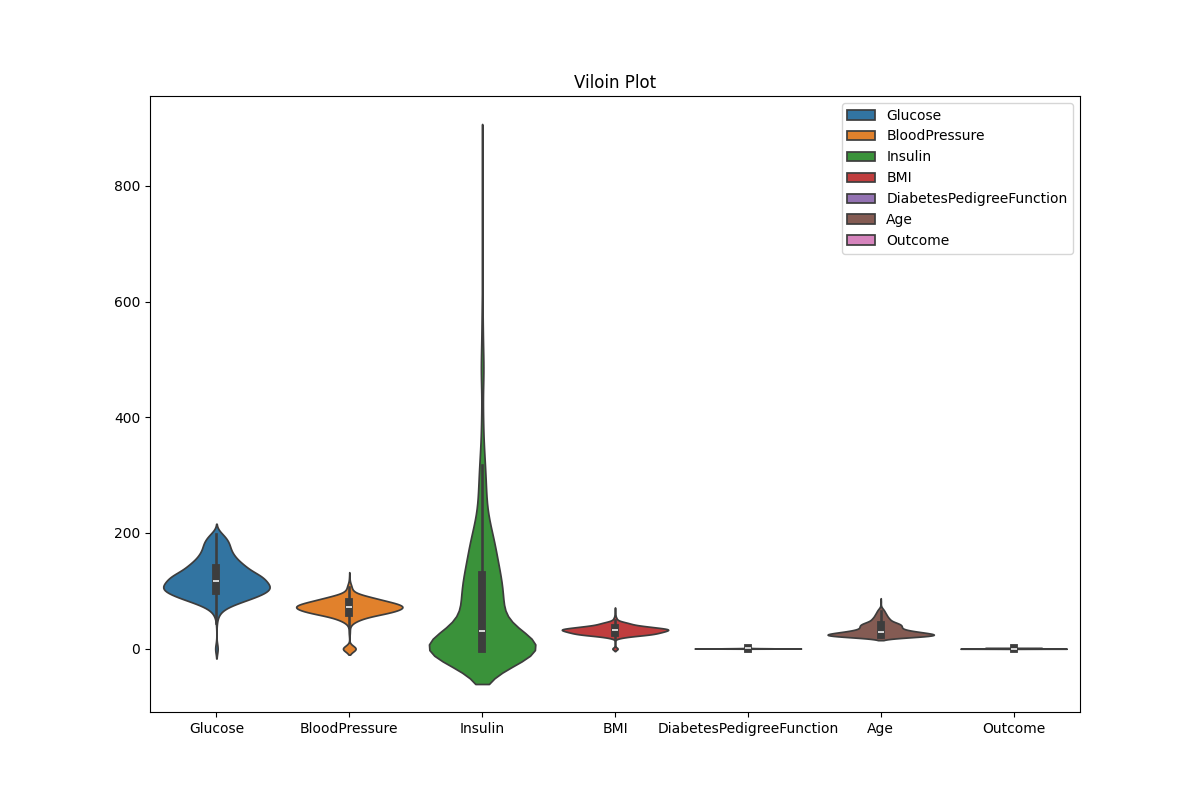 Viloin Plot
Glucose
BloodPressure
Insulin
BMI
DiabetesPedigreeFunction
Age
Outcome
800
600
400
200
0
Glucose BloodPressure Insulin BMI DiabetesPedigreeFunction Age Outcome